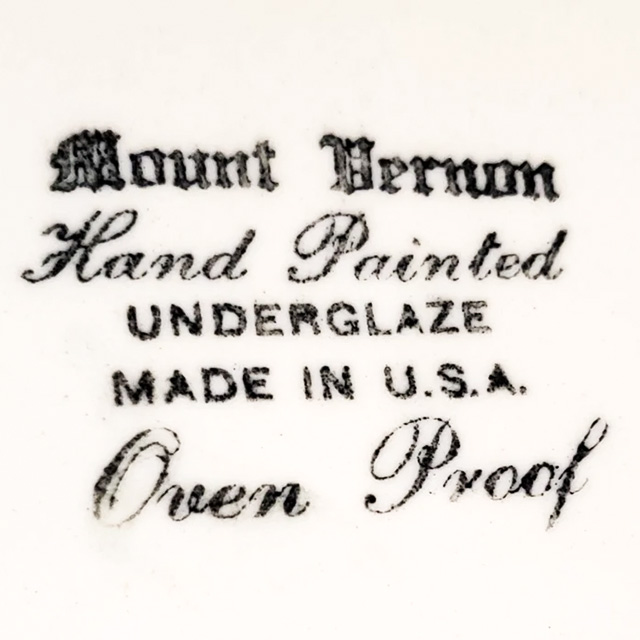 Mount Vernon
Hand Painted
UNDERGLAZE
MADE IN U.S.A.
Oven Proof